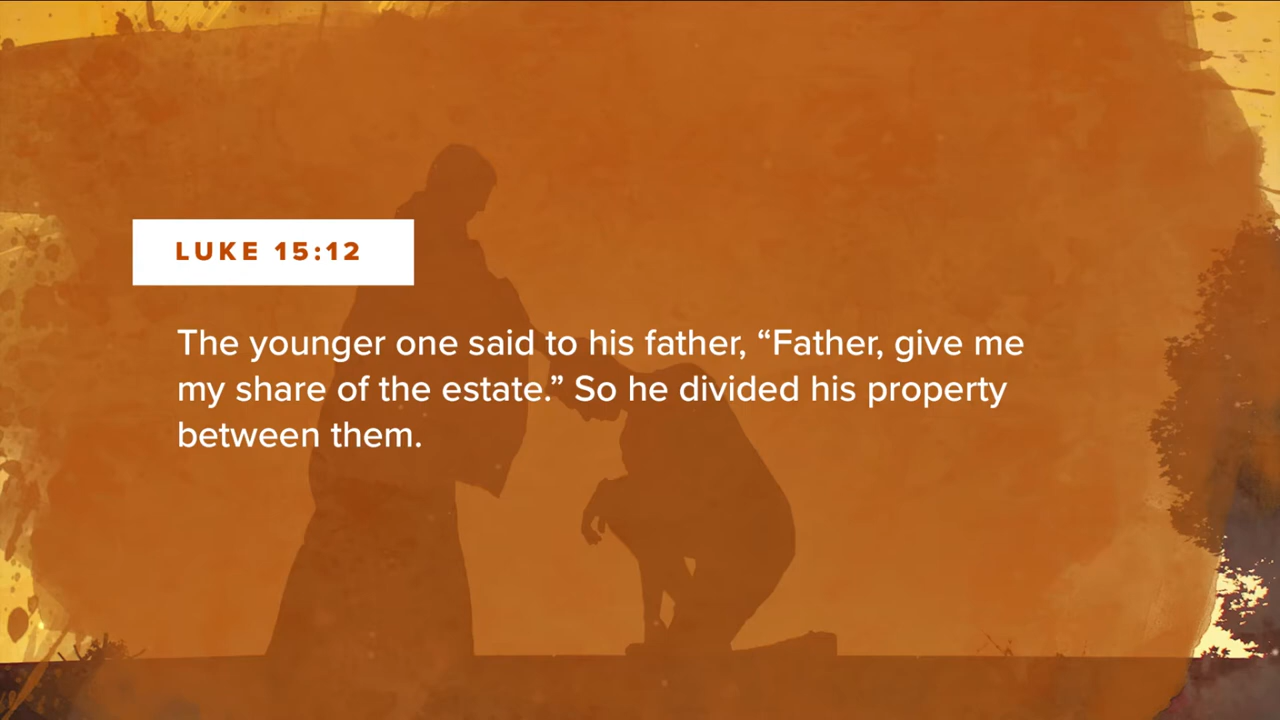 LUKE 15:12
The younger one said to his father, “Father, give me
my share of the estate.” So he divided his property
between them.